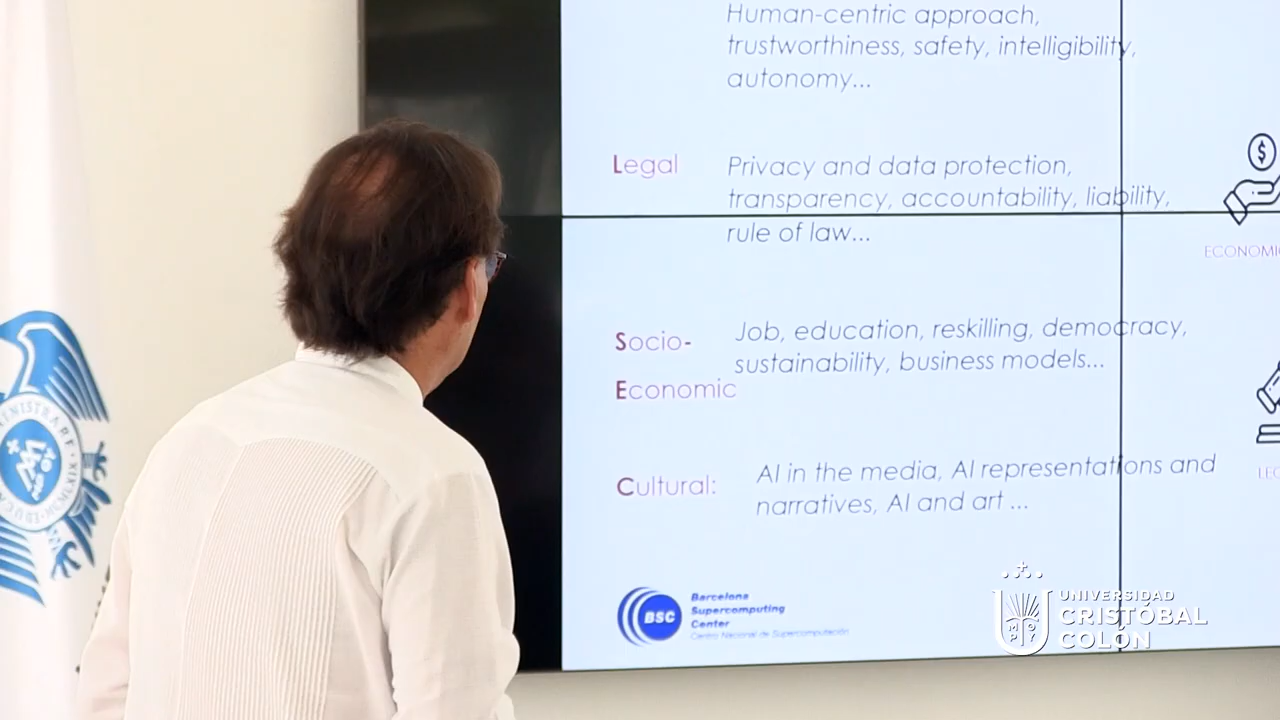 Human-centric approach,
trustworthiness, safety, intelligibility,
autonomy...
Legal
Privacy and data protection,
transparency, accountability, liability,
rule of law...
Socio-
Economic
Job, education, reskilling, democracy,
sustainability, business models...
Cultural:
AI in the media, AI representations and
narratives, AI and art ...
ECONOMIC
BSC
Barcelona
Supercomputing
Center
Centro Nacional de Supercomputación
UNIVERSIDAD
CRISTÓBAL
COLÓN